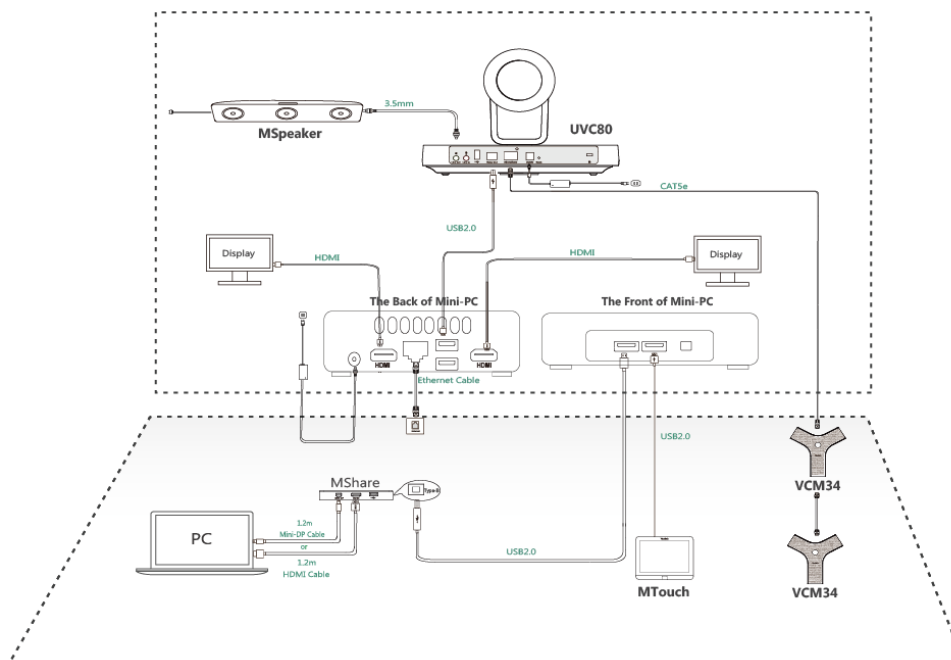 3.5mm
MSpeaker
UVC80
CAT5e
USB2.0
Display
HDMI
HDMI
Display
The Back of Mini-PC
The Front of Mini-PC
HDMI
HDMI
Ethernet Cable
USB2.0
MShare
Type-B
VCM34
PC
1.2m
Mini-DP Cable
or
1.2m
HDMI Cable
USB2.0
MTouch
VCM34